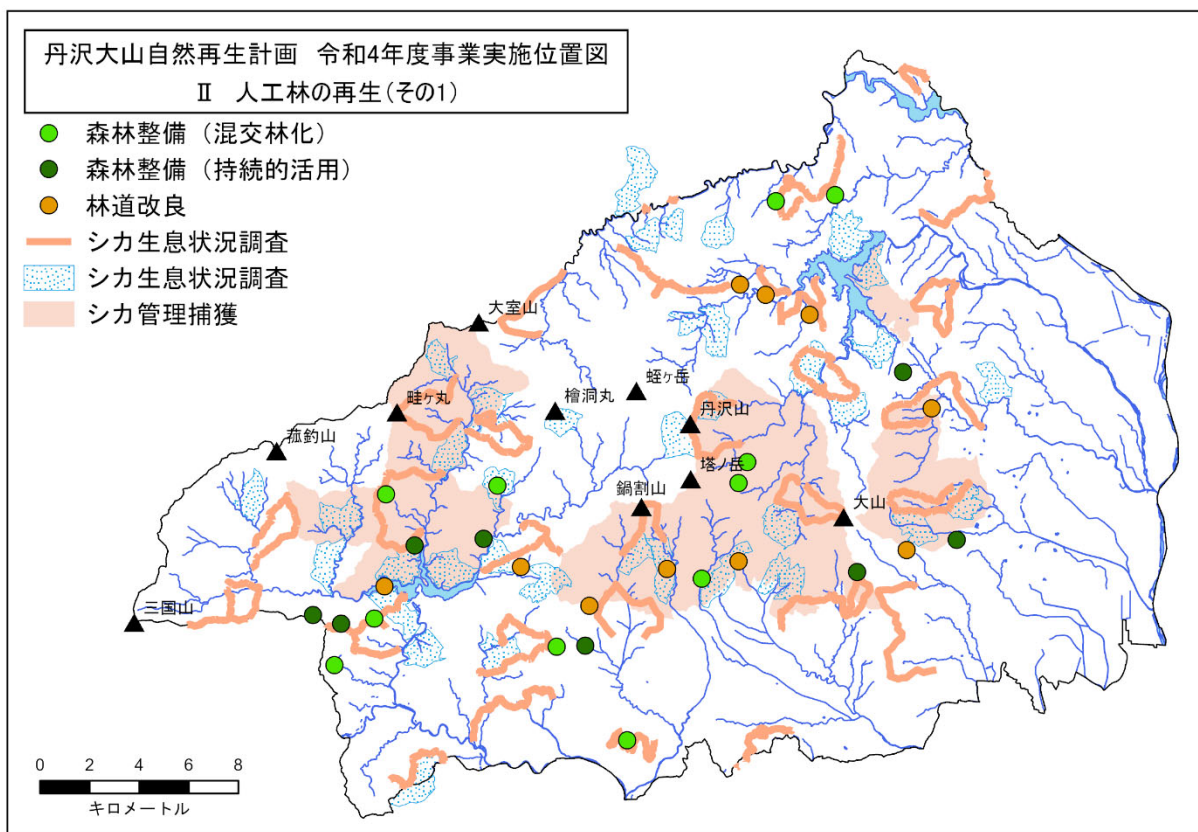 丹沢大山自然再生計画　令和4年度事業実施位置図
Ⅱ　人工林の再生(その1)
森林整備（混交林化）
森林整備（持続的活用）
林道改良
シカ生息状況調査
シカ生息状況調査
シカ管理捕獲
大室山
畦ヶ丸
檜洞丸
蛭ヶ岳
丹沢山
菰釣山
塔ノ岳
鍋割山
大山
三国山
0 2 4 6 8
キロメートル